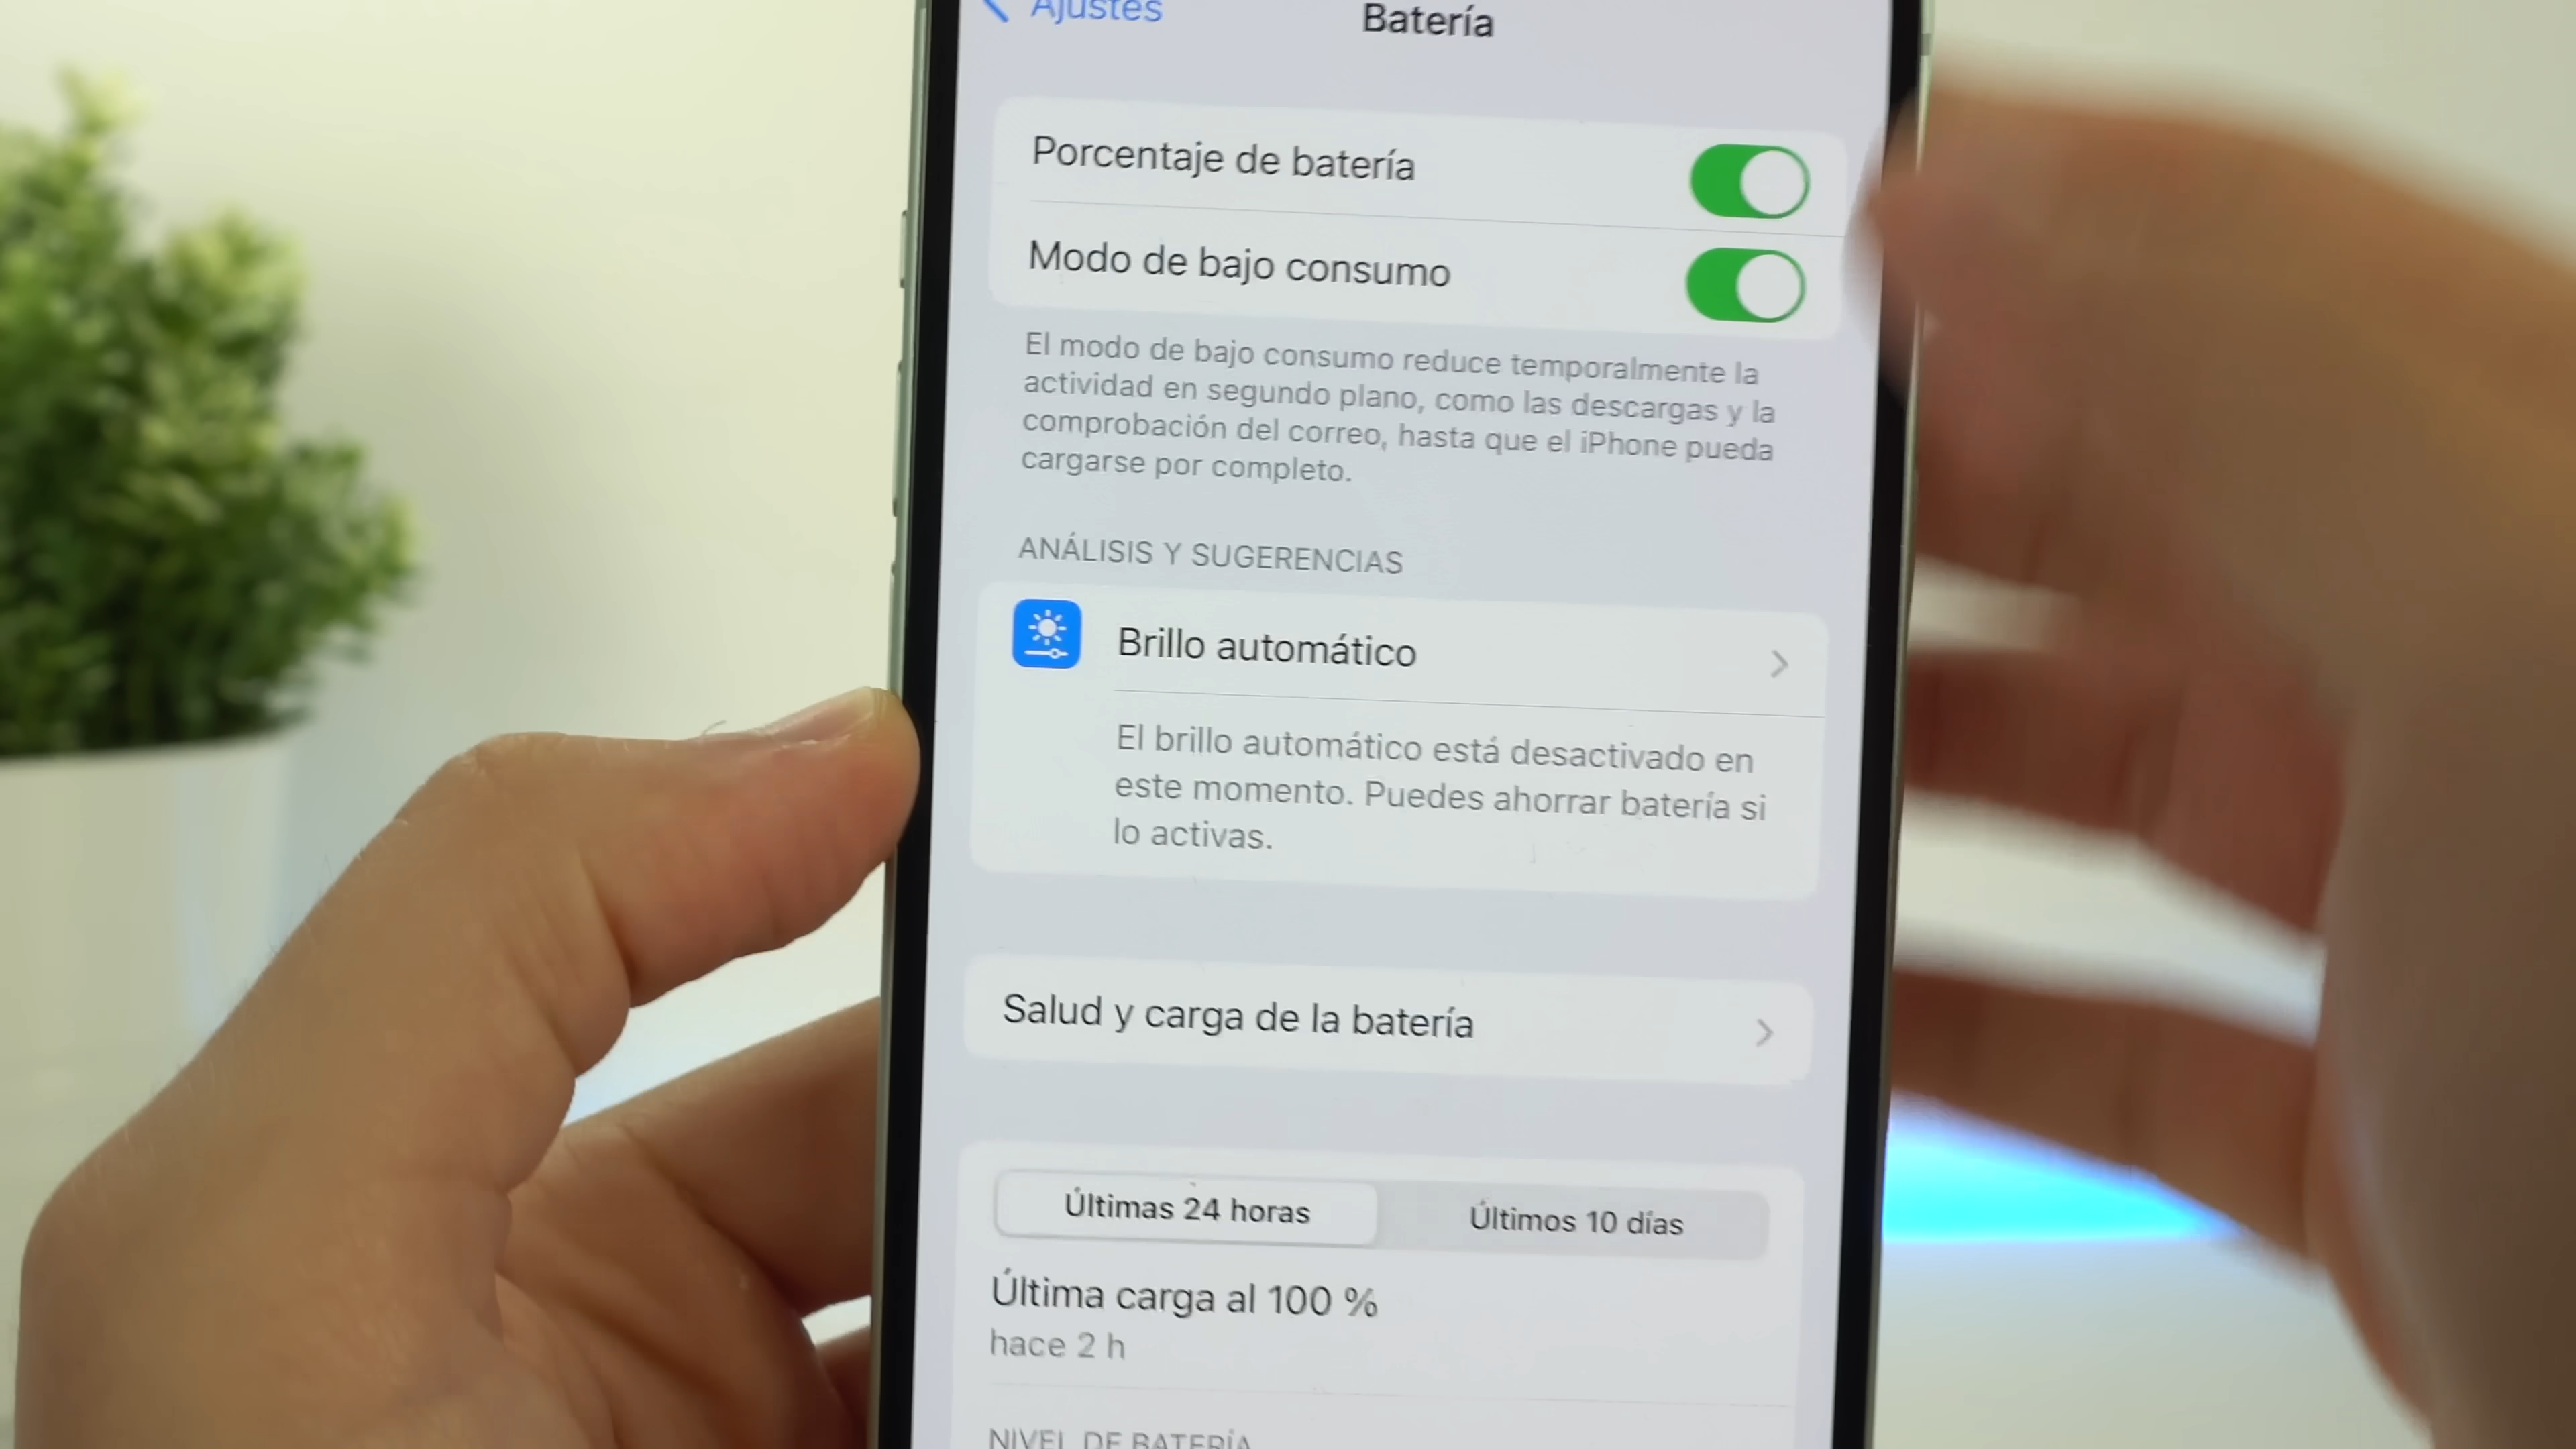 Ajustes
Batería
Porcentaje de batería
Modo de bajo consumo
El modo de bajo consumo reduce temporalmente la
actividad en segundo plano, como las descargas y la
comprobación del correo, hasta que el iPhone pueda
cargarse por completo.
ANÁLISIS Y SUGERENCIAS
Brillo automático
El brillo automático está desactivado en
este momento. Puedes ahorrar batería si
lo activas.
Salud y carga de la batería
Últimas 24 horas
Últimos 10 días
Última carga al 100 %
hace 2 h
NIVEL DE BATERÍA